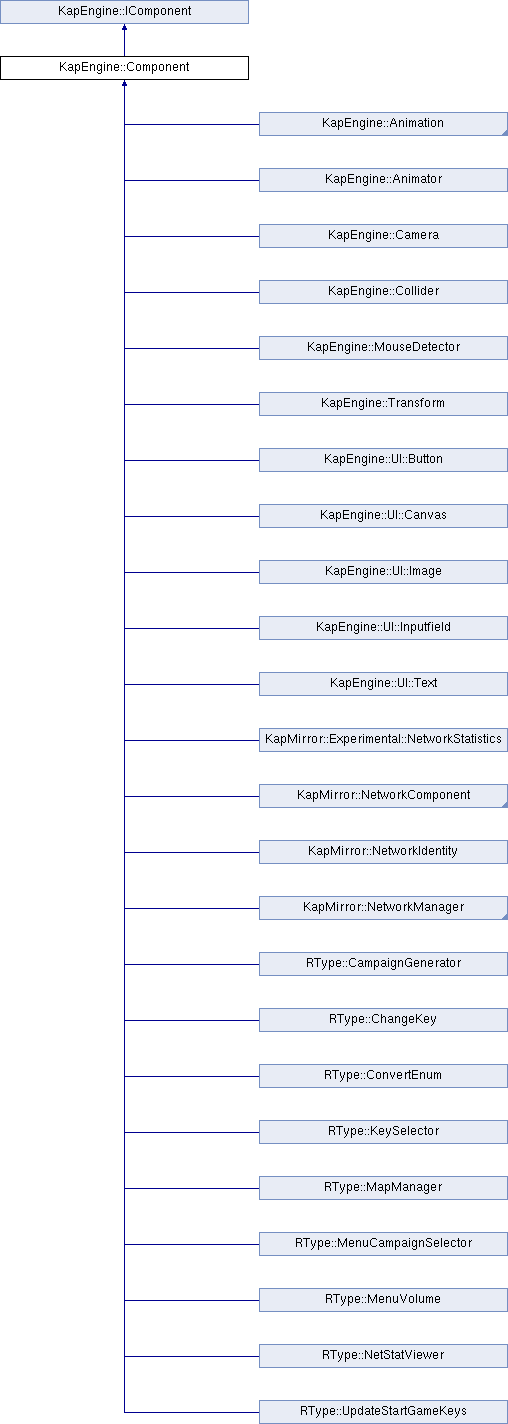 KapEngine::IComponent
KapEngine::Component
KapEngine::Animation
KapEngine::Animator
KapEngine::Camera
KapEngine::Collider
KapEngine::MouseDetector
KapEngine::Transform
KapEngine::UI::Button
KapEngine::UI::Canvas
KapEngine::UI::Image
KapEngine::UI::Inputfield
KapEngine::UI::Text
KapMirror::Experimental::NetworkStatistics
KapMirror::NetworkComponent
KapMirror::NetworkIdentity
KapMirror::NetworkManager
RType::CampaignGenerator
RType::ChangeKey
RType::ConvertEnum
RType::KeySelector
RType::MapManager
RType::MenuCampaignSelector
RType::MenuVolume
RType::NetStatViewer
RType::UpdateStartGameKeys